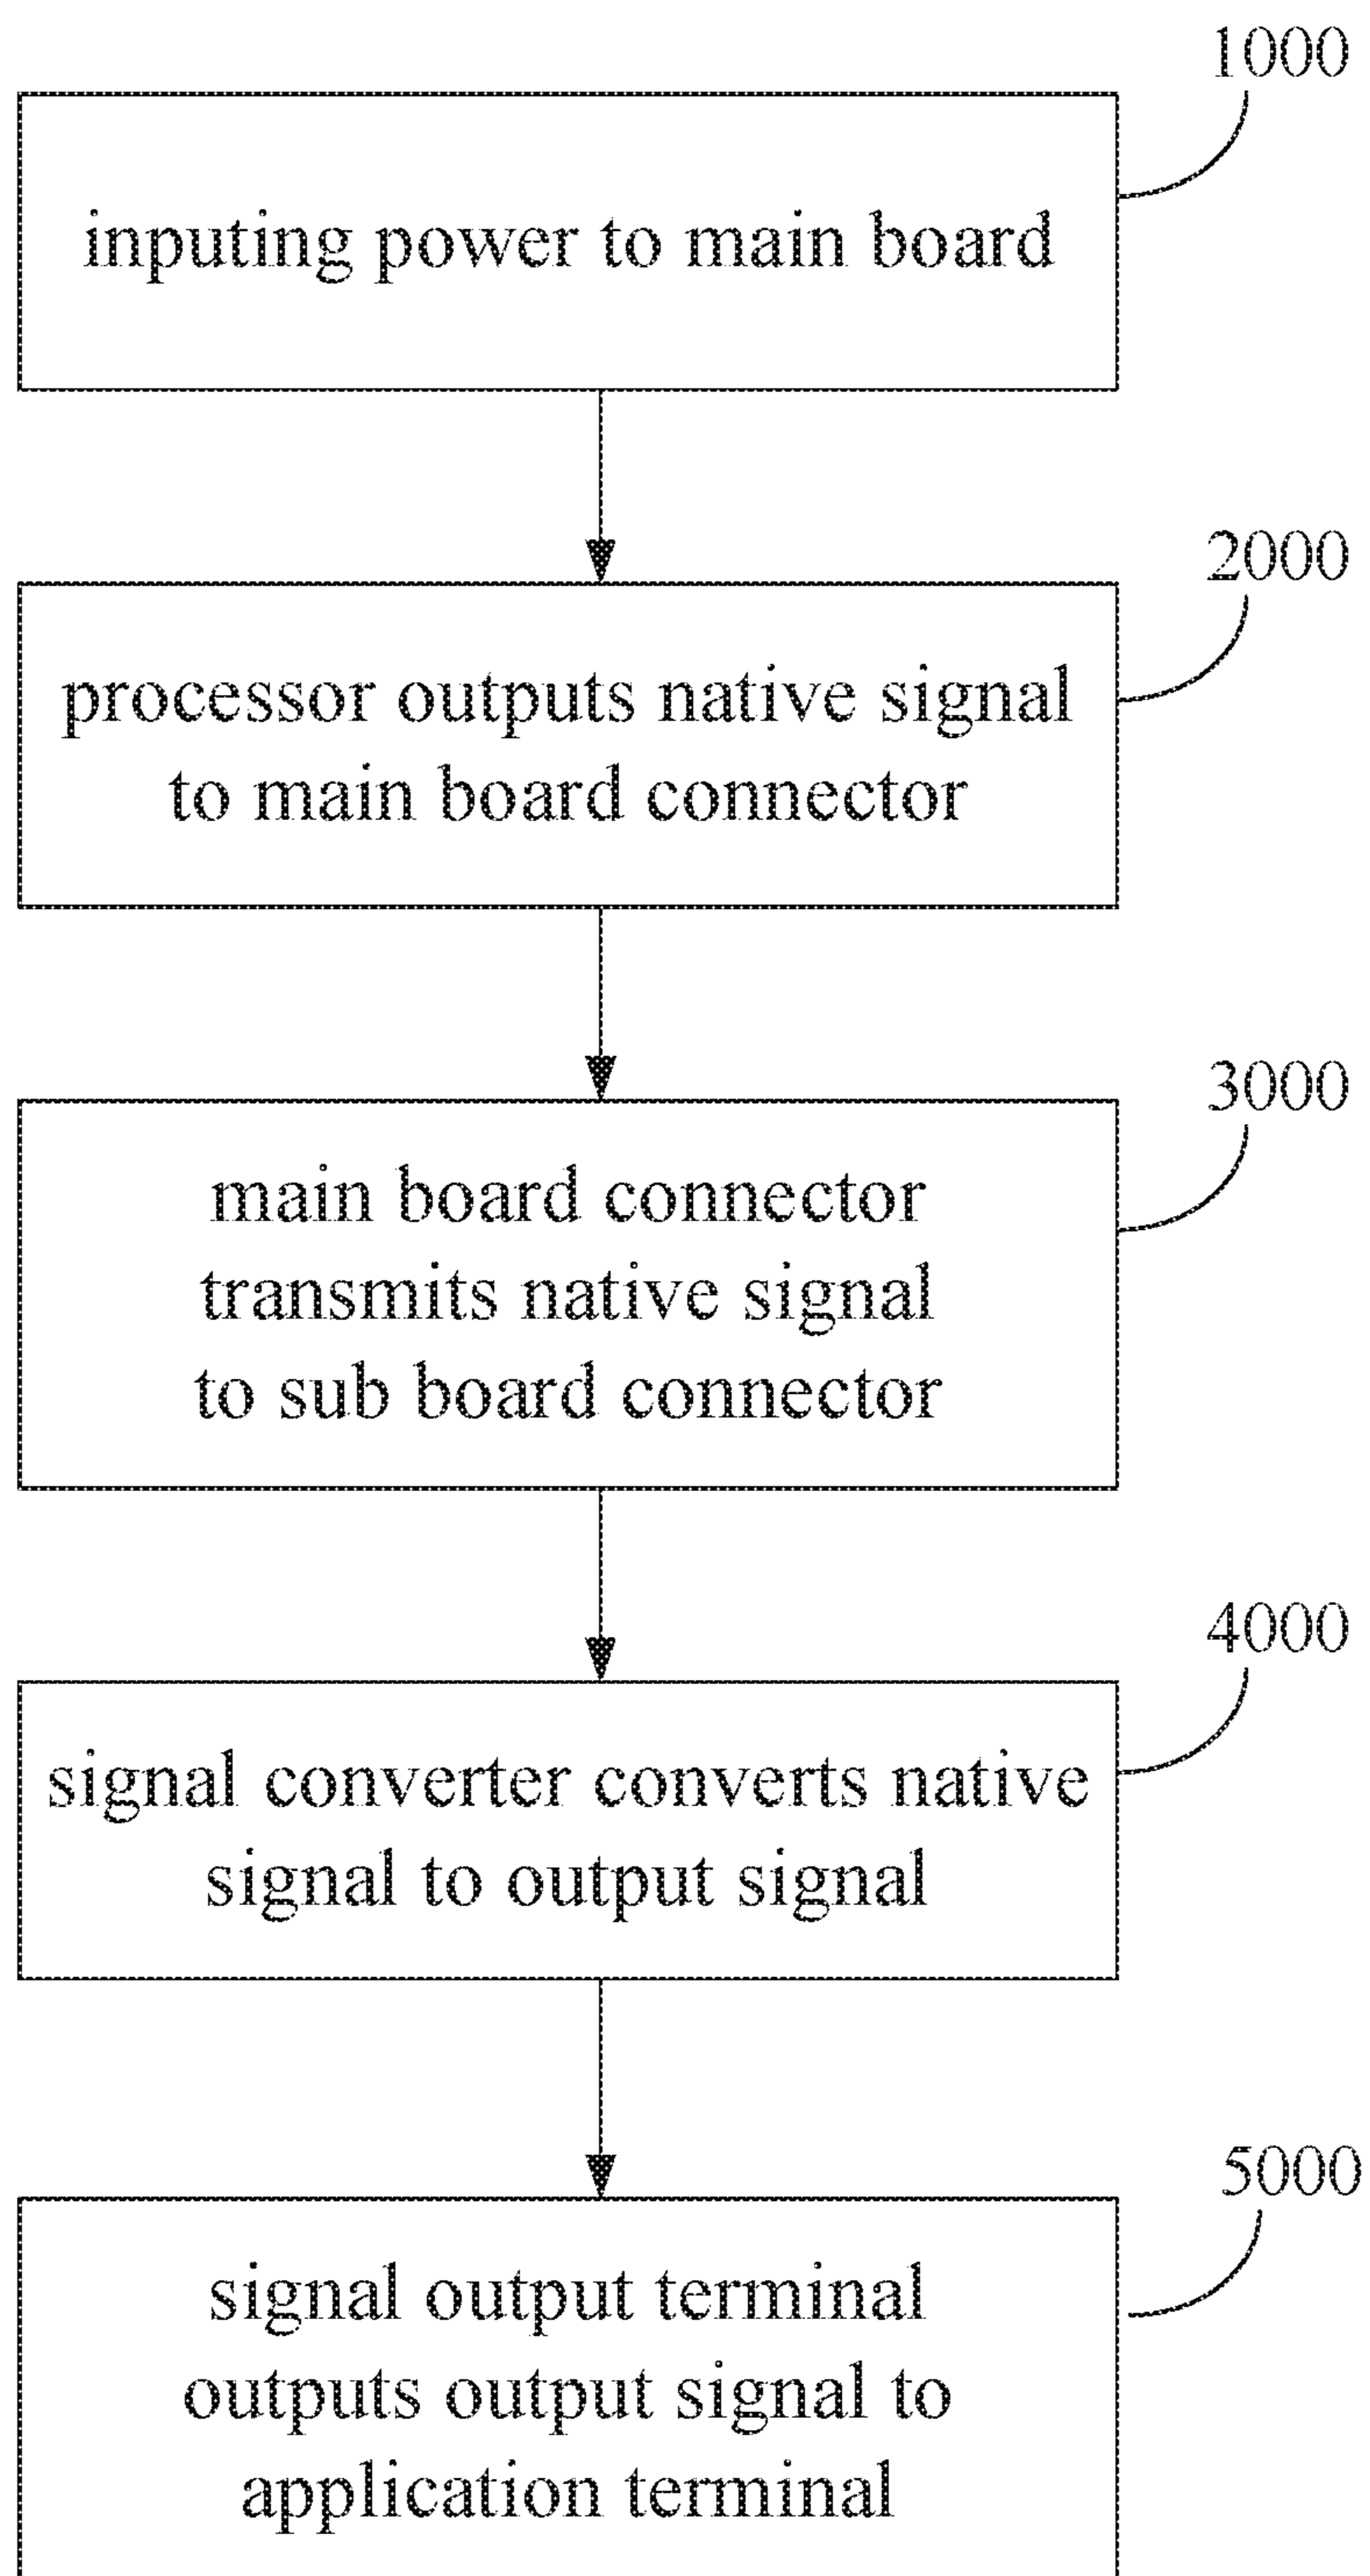 1000
inputing power to main board
2000
processor outputs native signal
to main board connector
3000
main board connector
transmits native signal
to sub board connector
4000
signal converter converts native
signal to output signal
5000
signal output terminal
outputs output signal to
application terminal